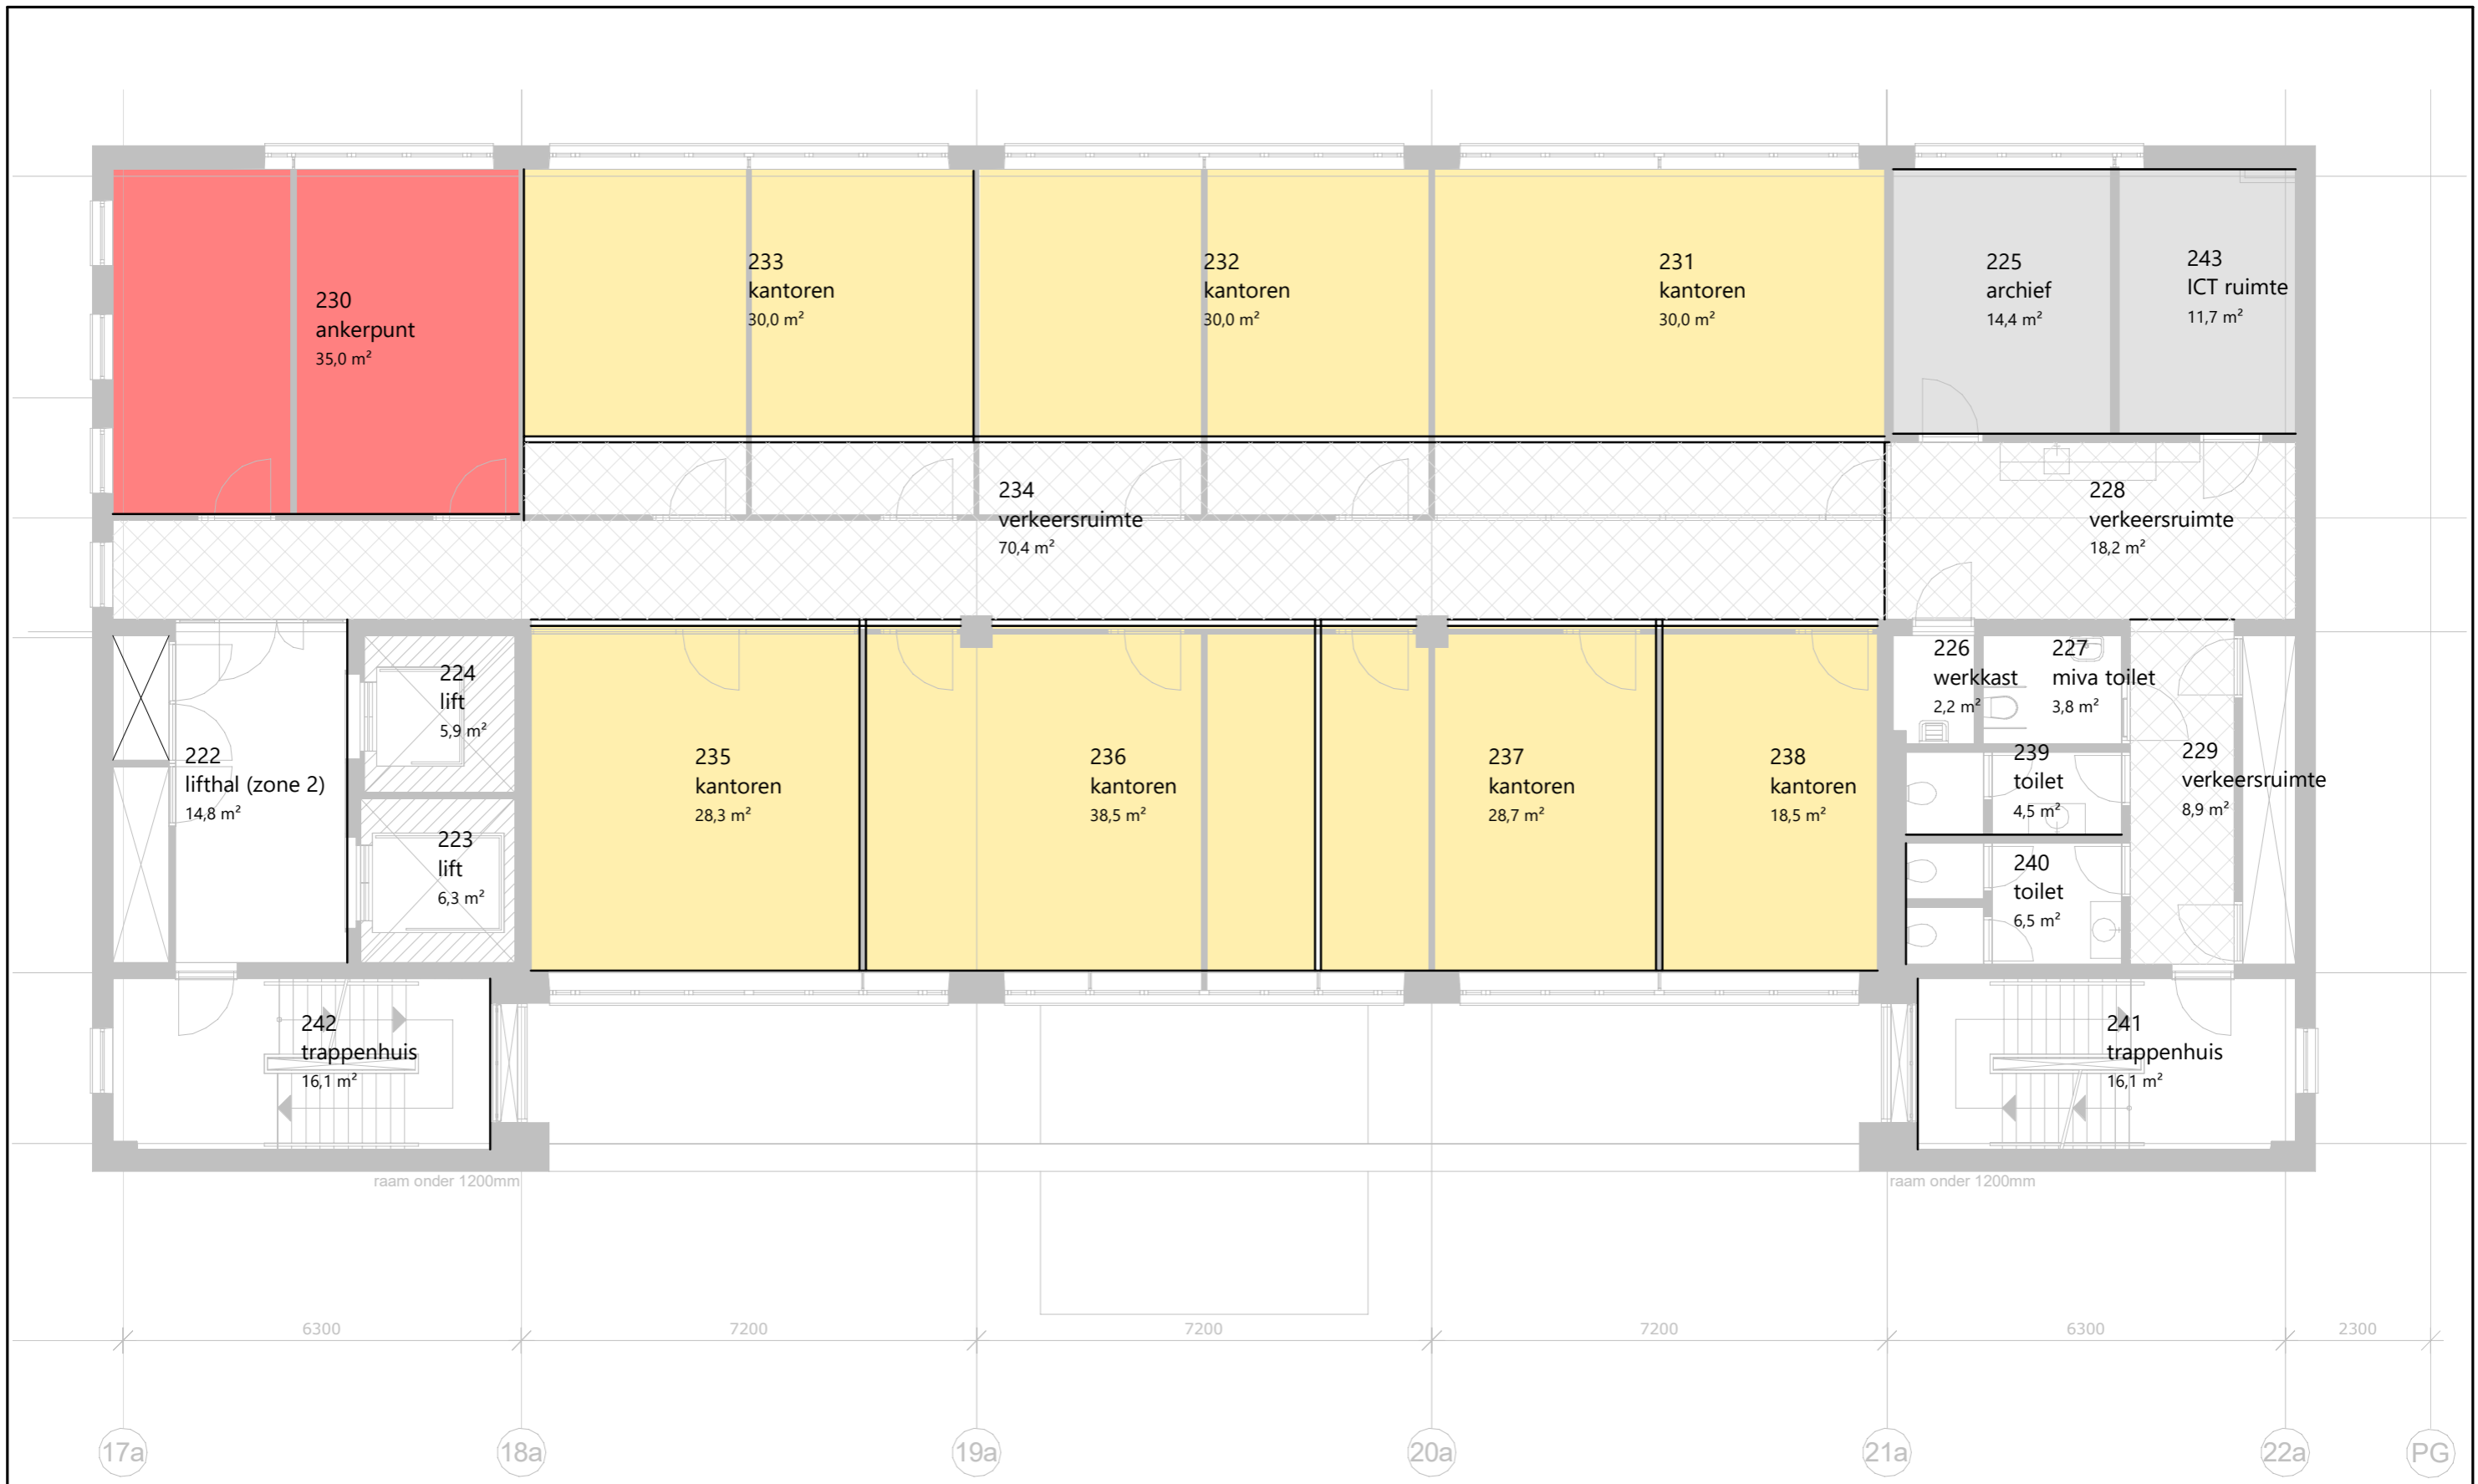 233
kantoren
30,0 m²
232
kantoren
30,0 m²
231
kantoren
30,0 m²
225
archief
14,4 m²
243
ICT ruimte
11,7 m²
230
ankerpunt
35,0 m²
234
verkeersruimte
70,4 m²
228
verkeersruimte
18,2 m²
224
lift
5,9 m²
226
werkkast
2,2 m²
227
miva toilet
3,8 m²
222
lifthal (zone 2)
14,8 m²
235
kantoren
28,3 m²
236
kantoren
38,5 m²
237
kantoren
28,7 m²
238
kantoren
18,5 m²
239
toilet
4,5 m²
229
verkeersruimte
8,9 m²
223
lift
6,3 m²
240
toilet
6,5 m²
242
trappenhuis
16,1 m²
241
trappenhuis
16,1 m²
raam onder 1200mm
raam onder 1200mm
6300
7200
7200
7200
6300
2300
17a
18a
19a
20a
21a
22a
PG